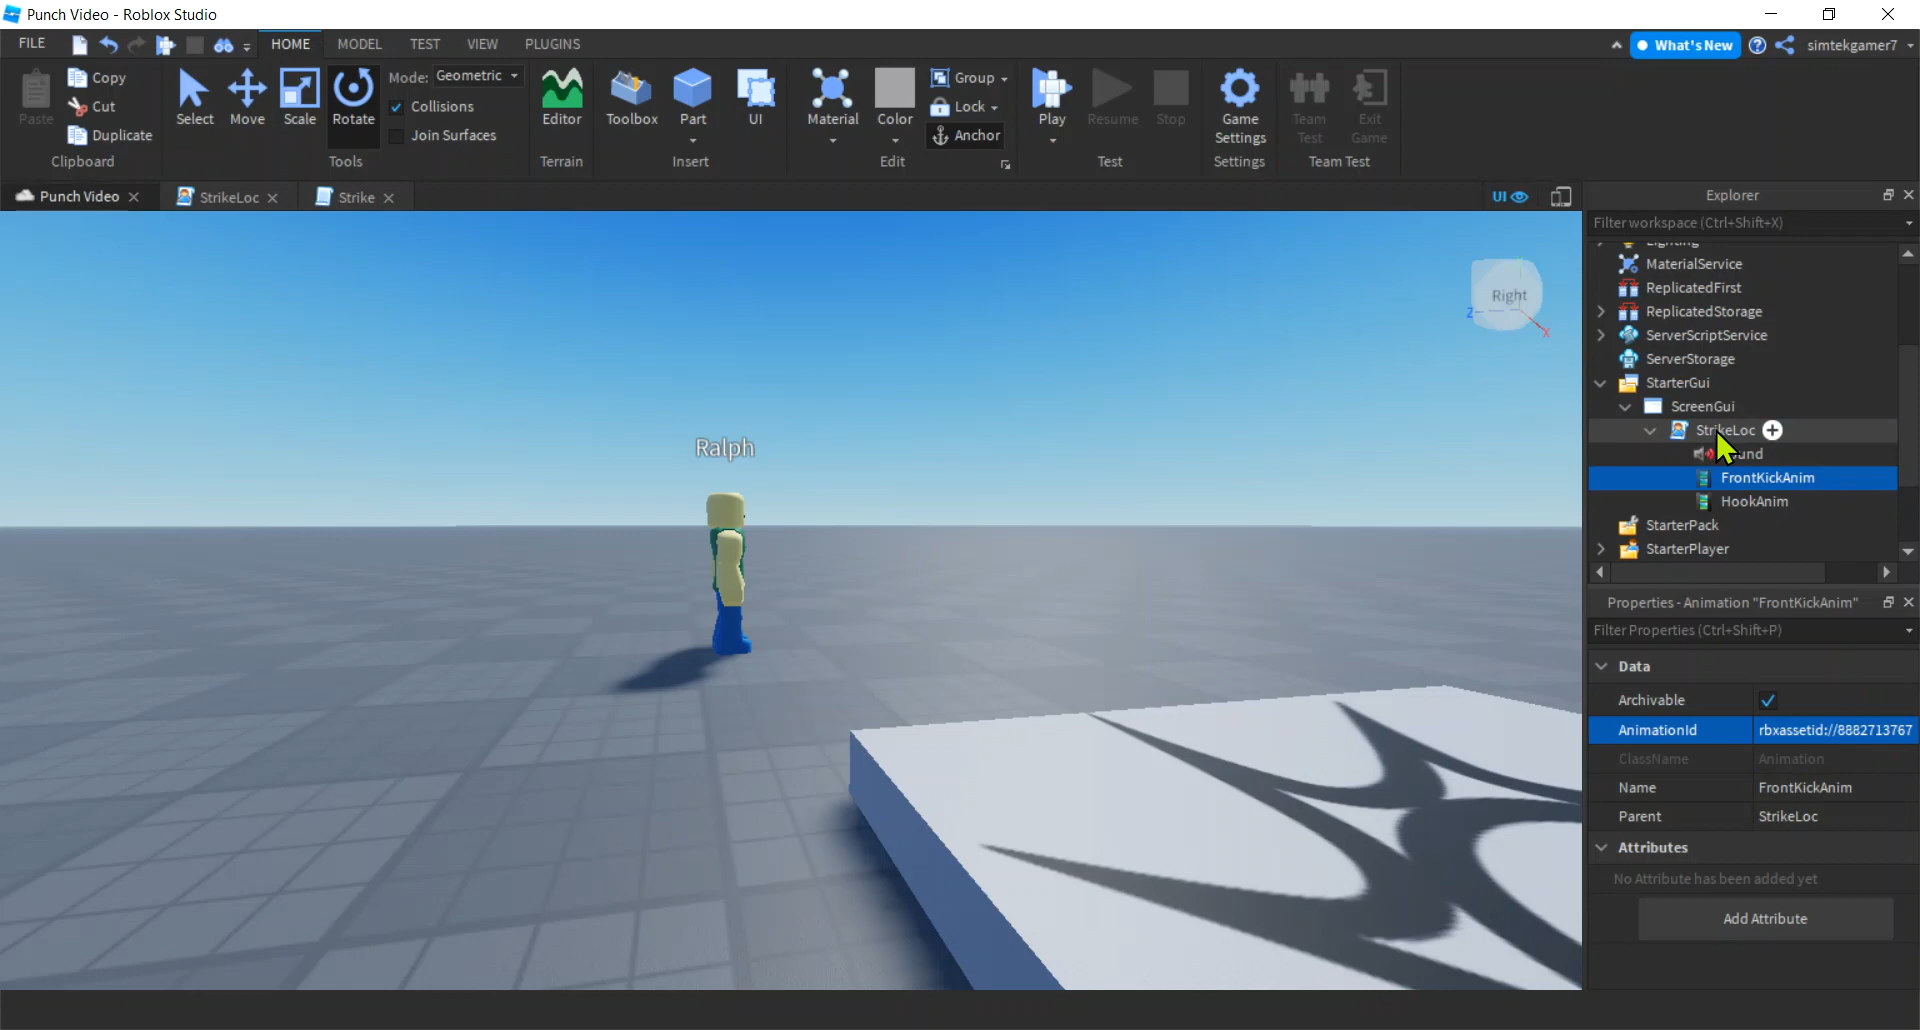 Punch Video - Roblox Studio
FILE HOME MODEL TEST VIEW PLUGINS What's New simtekgamer7
Paste Copy Cut Duplicate
Clipboard
Select Move Scale Rotate
Mode: Geometric
Collisions
Join Surfaces
Tools
Editor
Terrain
Toolbox Part UI
Insert
Material Color Group Lock Anchor
Edit
Play Resume Stop
Test
Game Settings
Settings
Team Test Exit Game
Team Test
Punch Video StrikeLoc Strike UI
Ralph
Right
Z X
Explorer
Filter workspace (Ctrl+Shift+X)
Lighting
MaterialService
ReplicatedFirst
ReplicatedStorage
ServerScriptService
ServerStorage
StarterGui
ScreenGui
StrikeLoc
FrontKickAnim
HookAnim
StarterPack
StarterPlayer
Properties - Animation "FrontKickAnim"
Filter Properties (Ctrl+Shift+P)
Data
Archivable
AnimationId rbxassetid://8882713767
ClassName Animation
Name FrontKickAnim
Parent StrikeLoc
Attributes
No Attribute has been added yet
Add Attribute